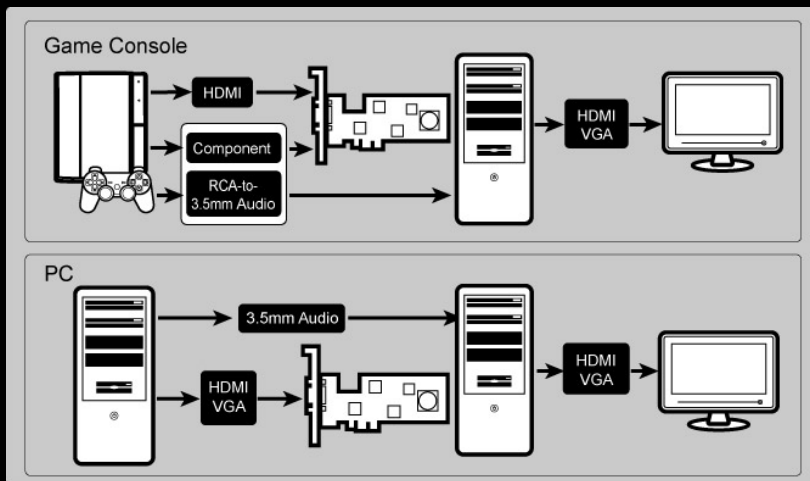 Game Console
HDMI
Component
RCA-to-
3.5mm Audio
HDMI
VGA
PC
3.5mm Audio
HDMI
VGA
HDMI
VGA